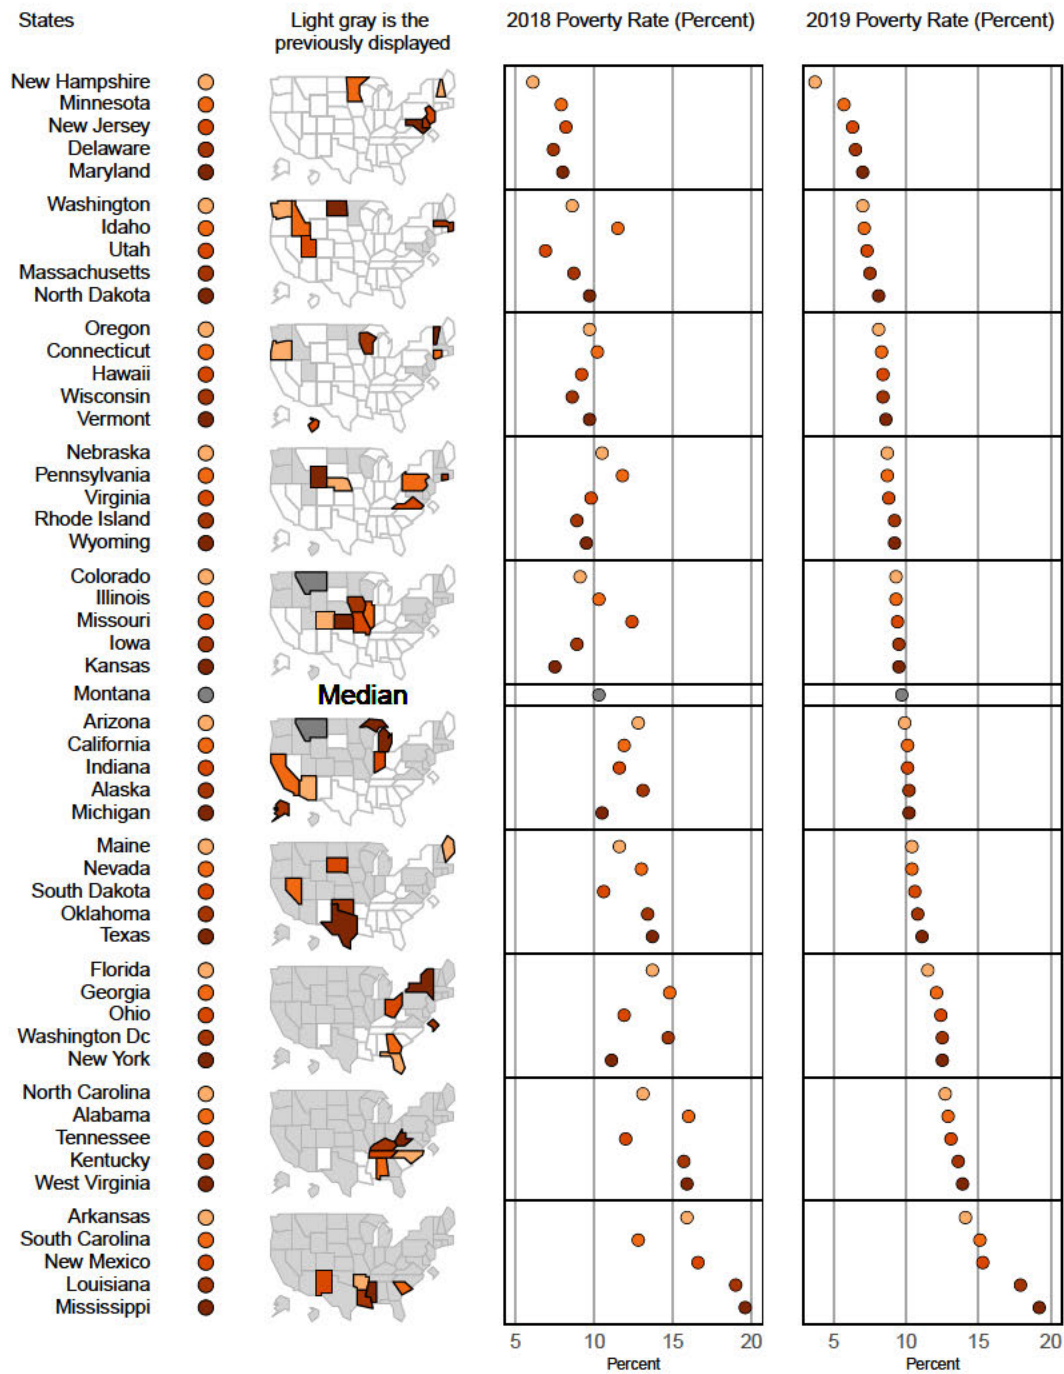 States
Light gray is the
previously displayed
2018 Poverty Rate (Percent)
2019 Poverty Rate (Percent)
New Hampshire
Minnesota
New Jersey
Delaware
Maryland
Washington
Idaho
Utah
Massachusetts
North Dakota
Oregon
Connecticut
Hawaii
Wisconsin
Vermont
Nebraska
Pennsylvania
Virginia
Rhode Island
Wyoming
Colorado
Illinois
Missouri
Iowa
Kansas
Montana
Median
Arizona
California
Indiana
Alaska
Michigan
Maine
Nevada
South Dakota
Oklahoma
Texas
Florida
Georgia
Ohio
Washington Dc
New York
North Carolina
Alabama
Tennessee
Kentucky
West Virginia
Arkansas
South Carolina
New Mexico
Louisiana
Mississippi
5 10 15 20
5 10 15 20
Percent
Percent